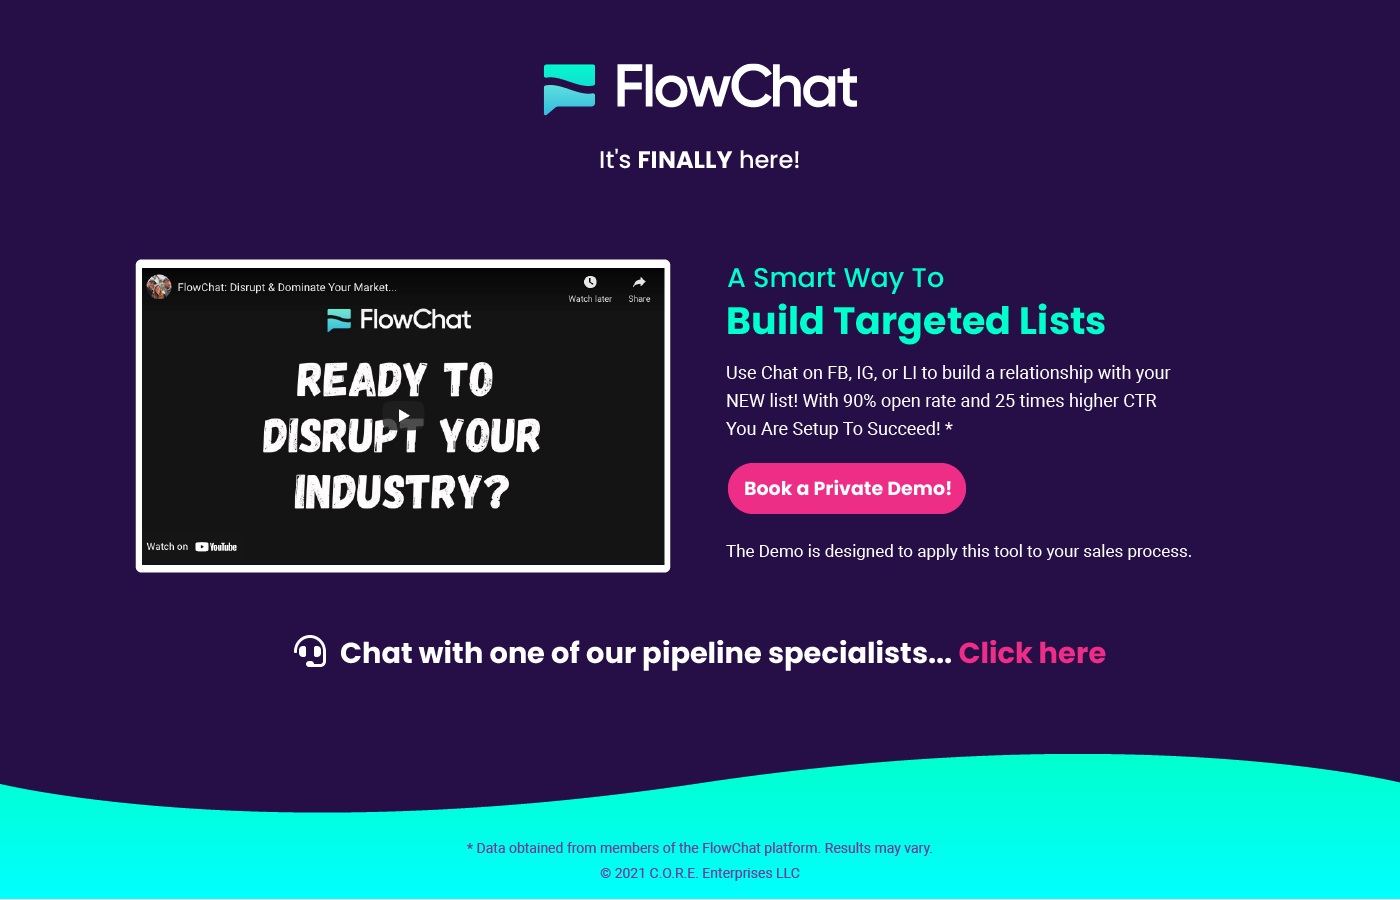 FlowChat
It's FINALLY here!
FlowChat: Disrupt & Dominate Your Market...
Watch later
Share
FlowChat
READY TO
DISRUPT YOUR
INDUSTRY?
Watch on YouTube
A Smart Way To
Build Targeted Lists
Use Chat on FB, IG, or LI to build a relationship with your
NEW list! With 90% open rate and 25 times higher CTR
You Are Setup To Succeed! *
Book a Private Demo!
The Demo is designed to apply this tool to your sales process.
Chat with one of our pipeline specialists... Click here
* Data obtained from members of the FlowChat platform. Results may vary.
© 2021 C.O.R.E. Enterprises LLC